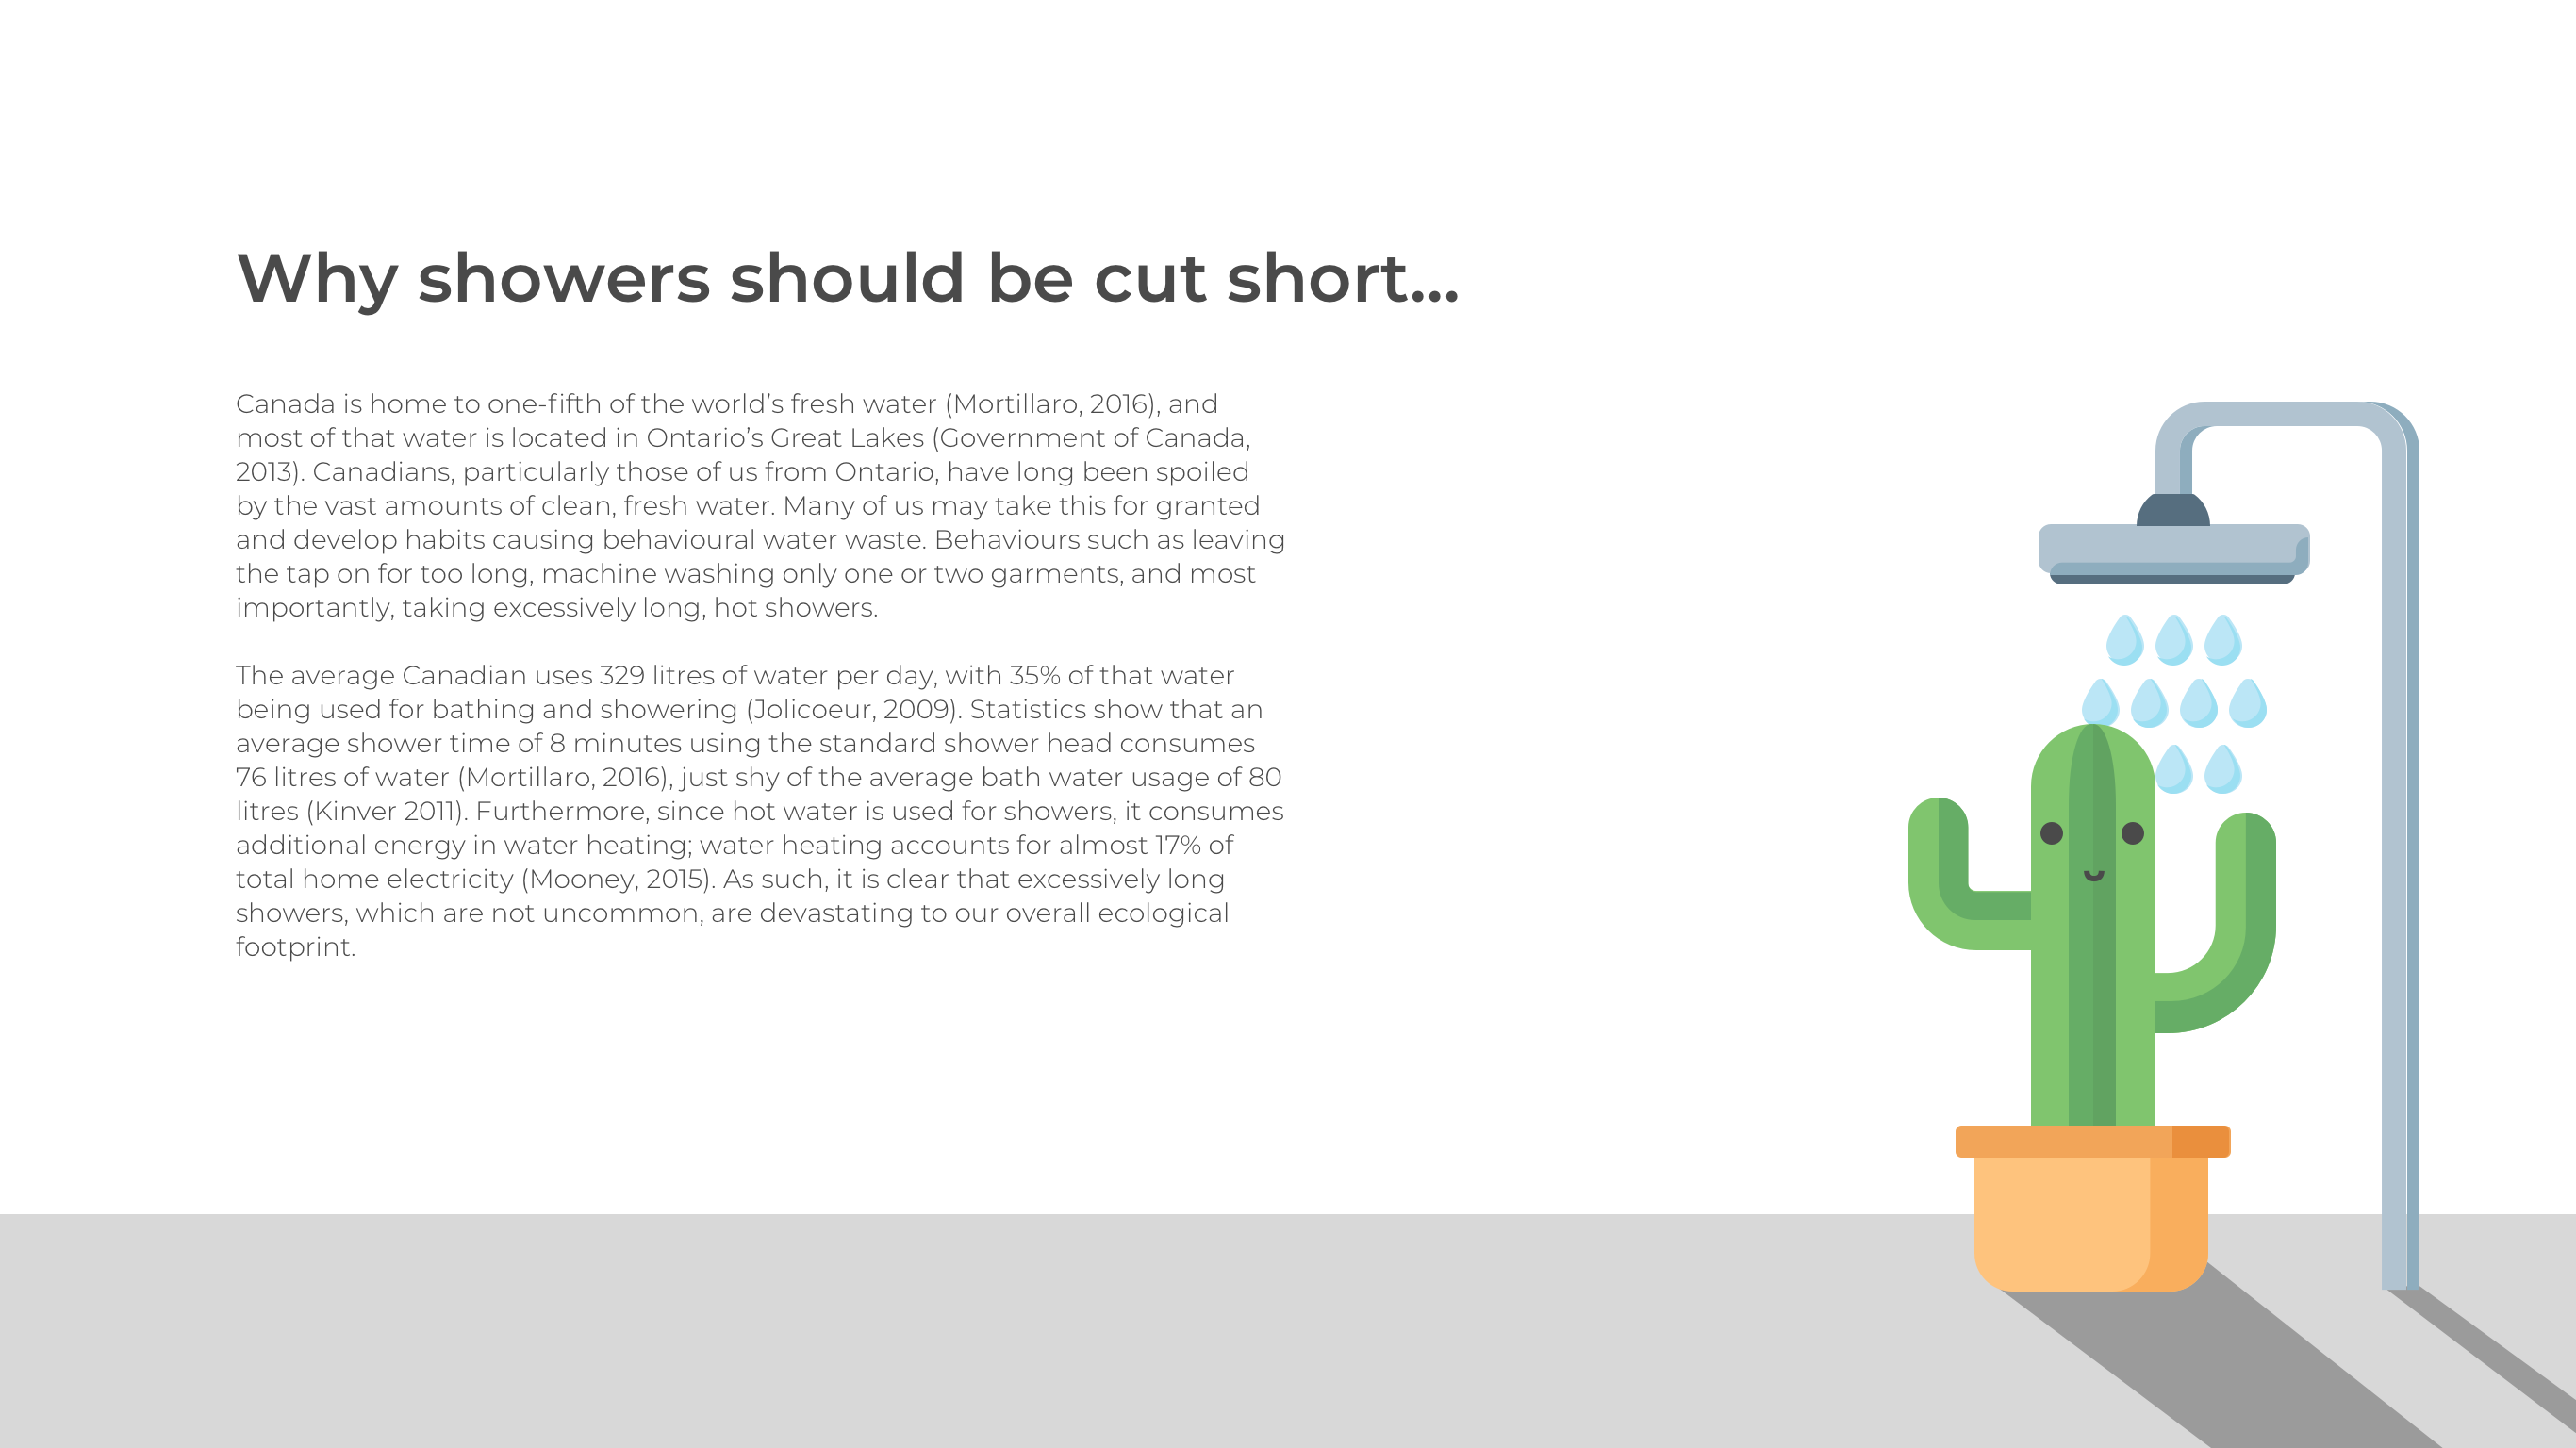 Why showers should be cut short...
Canada is home to one-fifth of the world’s fresh water (Mortillaro, 2016), and
most of that water is located in Ontario’s Great Lakes (Government of Canada,
2013). Canadians, particularly those of us from Ontario, have long been spoiled
by the vast amounts of clean, fresh water. Many of us may take this for granted
and develop habits causing behavioural water waste. Behaviours such as leaving
the tap on for too long, machine washing only one or two garments, and most
importantly, taking excessively long, hot showers.
The average Canadian uses 329 litres of water per day, with 35% of that water
being used for bathing and showering (Jolicoeur, 2009). Statistics show that an
average shower time of 8 minutes using the standard shower head consumes
76 litres of water (Mortillaro, 2016), just shy of the average bath water usage of 80
litres (Kinver 2011). Furthermore, since hot water is used for showers, it consumes
additional energy in water heating; water heating accounts for almost 17% of
total home electricity (Mooney, 2015). As such, it is clear that excessively long
showers, which are not uncommon, are devastating to our overall ecological
footprint.